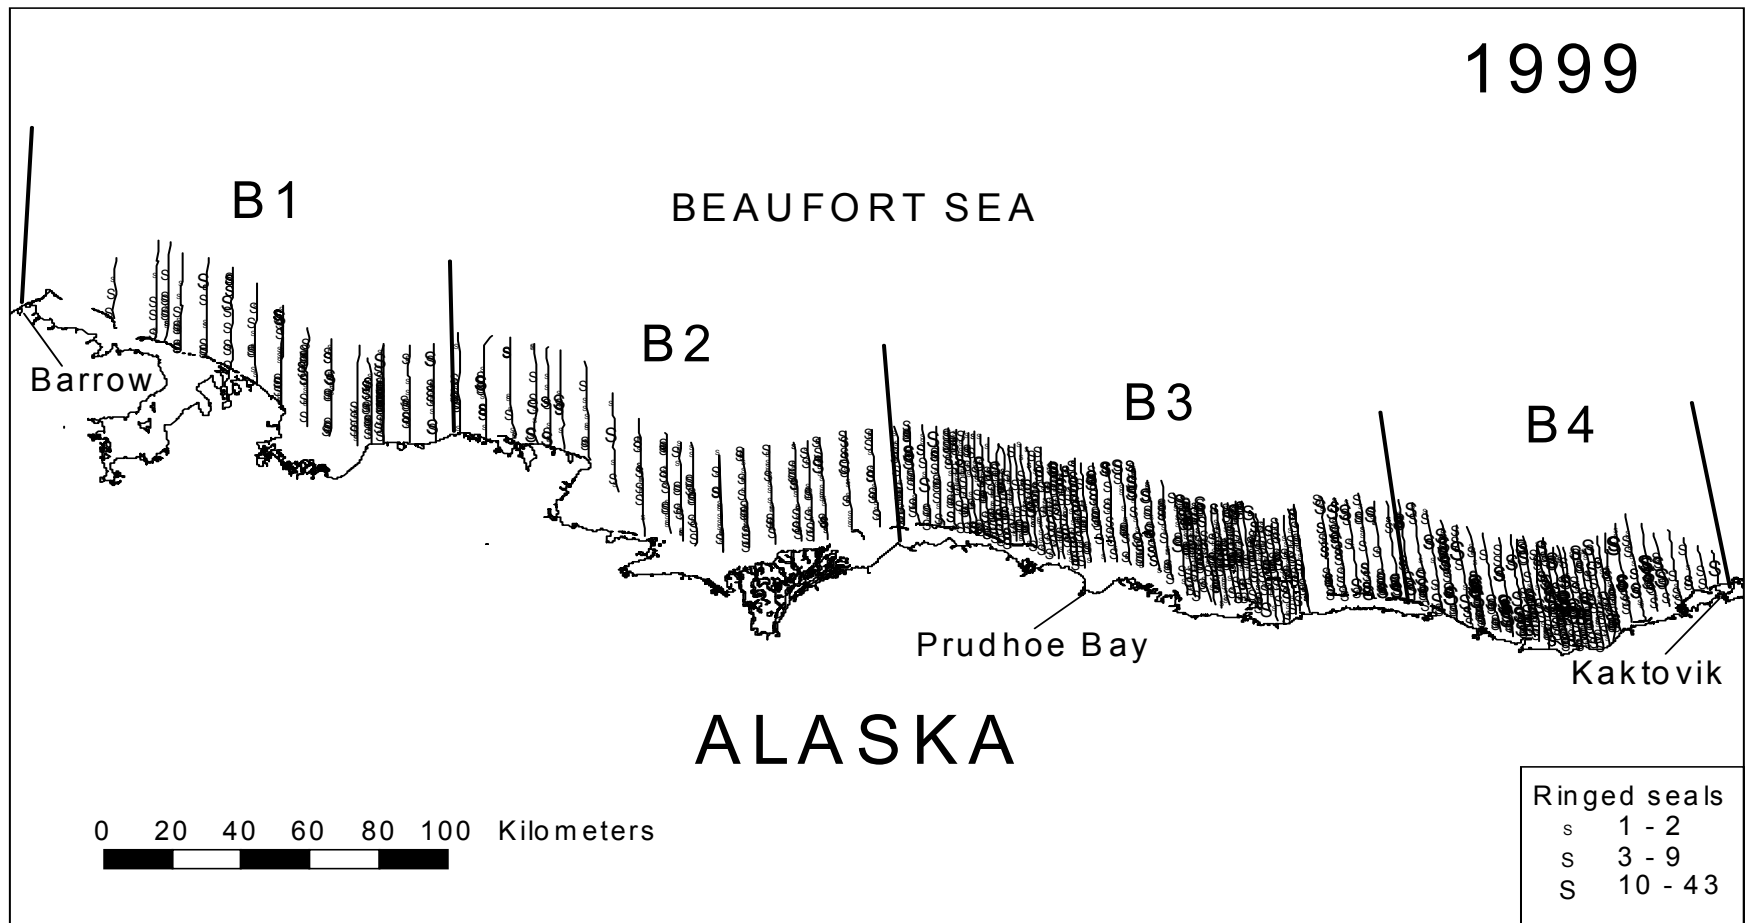 1999
B1
BEAUFORT SEA
B2
B3
B4
Barrow
Prudhoe Bay
Kaktovik
ALASKA
0 20 40 60 80 100 Kilometers
Ringed seals
s 1 - 2
s 3 - 9
S 10 - 43